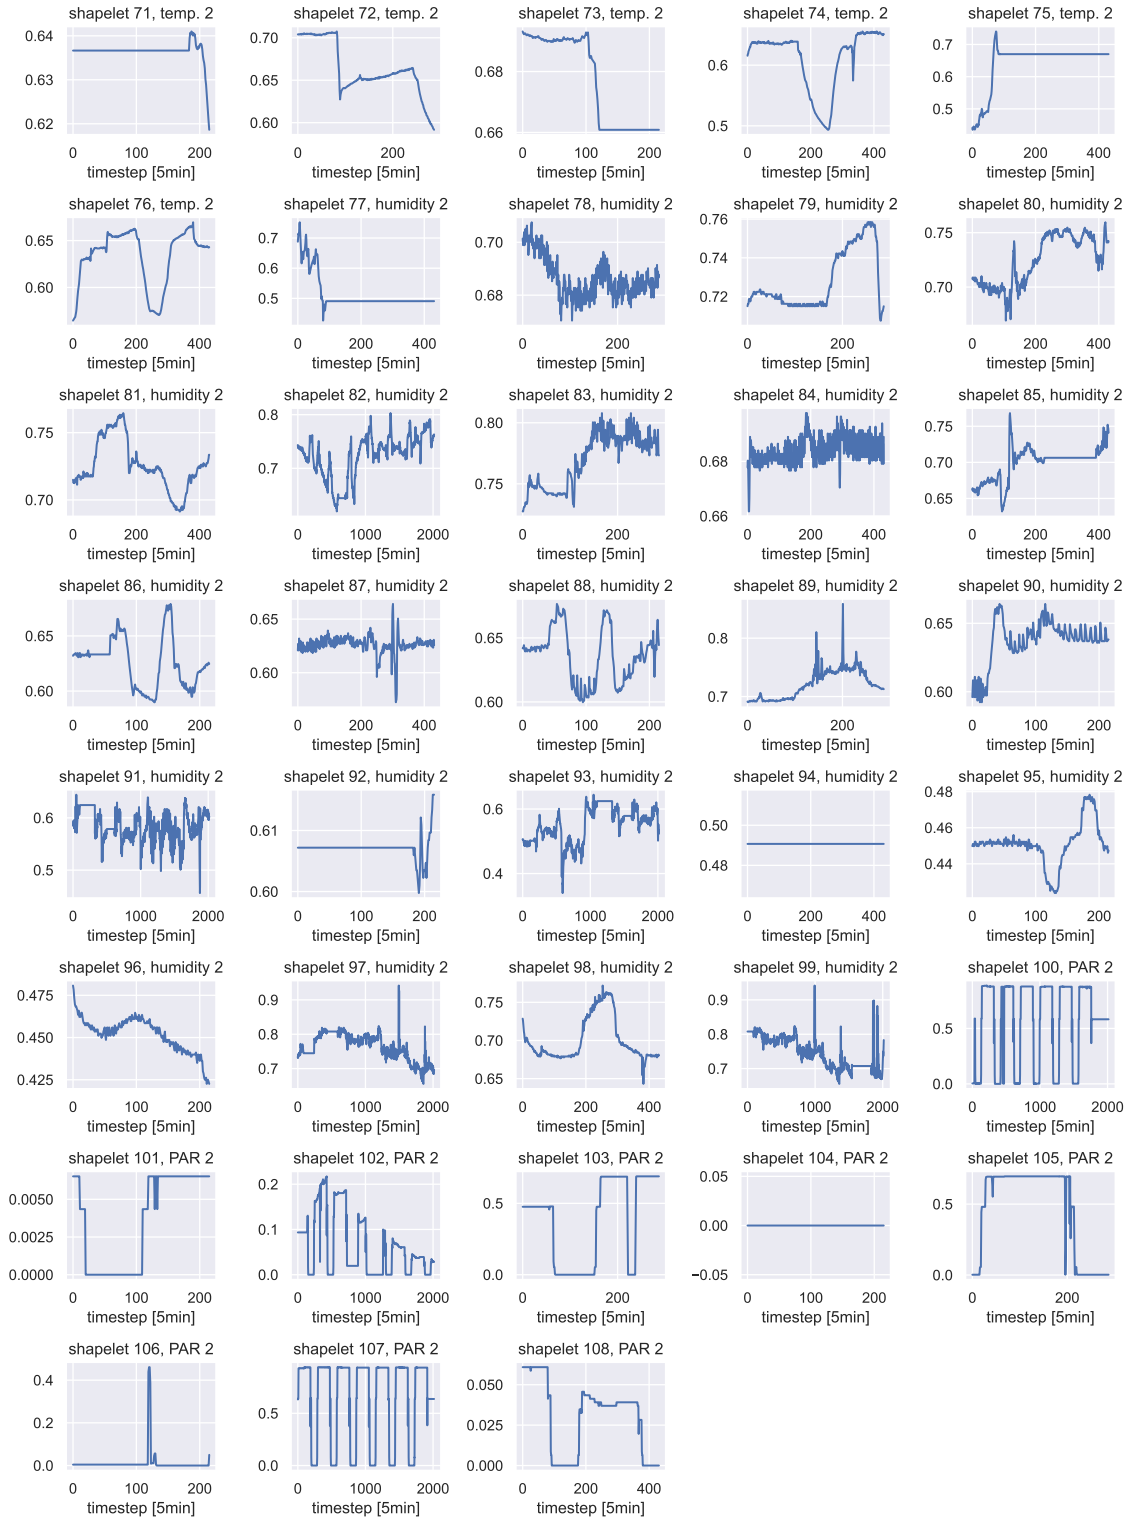 shapelet 71, temp. 2
0.64
0.63
0.62
0 200
timestep [5min]
shapelet 72, temp. 2
0.70
0.65
0.60
0 200
timestep [5min]
shapelet 73, temp. 2
0.68
0.66
0 200
timestep [5min]
shapelet 74, temp. 2
0.6
0.5
0 200 400
timestep [5min]
shapelet 75, temp. 2
0.7
0.6
0.5
0 200 400
timestep [5min]
shapelet 76, temp. 2
0.65
0.60
0 200 400
timestep [5min]
shapelet 77, humidity 2
0.7
0.6
0.5
0 200 400
timestep [5min]
shapelet 78, humidity 2
0.70
0.68
0 200
timestep [5min]
shapelet 79, humidity 2
0.76
0.74
0.72
0 200
timestep [5min]
shapelet 80, humidity 2
0.75
0.70
0 200 400
timestep [5min]
shapelet 81, humidity 2
0.75
0.70
0 200 400
timestep [5min]
shapelet 82, humidity 2
0.8
0.7
0 1000 2000
timestep [5min]
shapelet 83, humidity 2
0.80
0.75
0 200
timestep [5min]
shapelet 84, humidity 2
0.68
0.66
0 200 400
timestep [5min]
shapelet 85, humidity 2
0.75
0.70
0.65
0 200 400
timestep [5min]
shapelet 86, humidity 2
0.65
0.60
0 200
timestep [5min]
shapelet 87, humidity 2
0.65
0.60
0 200 400
timestep [5min]
shapelet 88, humidity 2
0.65
0.60
0 200
timestep [5min]
shapelet 89, humidity 2
0.8
0.7
0 200
timestep [5min]
shapelet 90, humidity 2
0.65
0.60
0 100 200
timestep [5min]
shapelet 91, humidity 2
0.6
0.5
0 1000 2000
timestep [5min]
shapelet 92, humidity 2
0.61
0.60
0 200
timestep [5min]
shapelet 93, humidity 2
0.6
0.4
0 1000 2000
timestep [5min]
shapelet 94, humidity 2
0.50
0.48
0 200 400
timestep [5min]
shapelet 95, humidity 2
0.48
0.46
0.44
0 100 200
timestep [5min]
shapelet 96, humidity 2
0.475
0.450
0.425
0 100 200
timestep [5min]
shapelet 97, humidity 2
0.9
0.8
0.7
0 1000 2000
timestep [5min]
shapelet 98, humidity 2
0.75
0.70
0.65
0 200 400
timestep [5min]
shapelet 99, humidity 2
0.9
0.8
0.7
0 1000 2000
timestep [5min]
shapelet 100, PAR 2
0.5
0.0
0 1000 2000
timestep [5min]
shapelet 101, PAR 2
0.0050
0.0025
0.0000
0 200
timestep [5min]
shapelet 102, PAR 2
0.2
0.1
0.0
0 1000 2000
timestep [5min]
shapelet 103, PAR 2
0.5
0.0
0 200
timestep [5min]
shapelet 104, PAR 2
0.05
0.00
−0.05
0 200
timestep [5min]
shapelet 105, PAR 2
0.5
0.0
0 200
timestep [5min]
shapelet 106, PAR 2
0.4
0.2
0.0
0 100 200
timestep [5min]
shapelet 107, PAR 2
0.5
0.0
0 1000 2000
timestep [5min]
shapelet 108, PAR 2
0.050
0.025
0.000
0 200 400
timestep [5min]